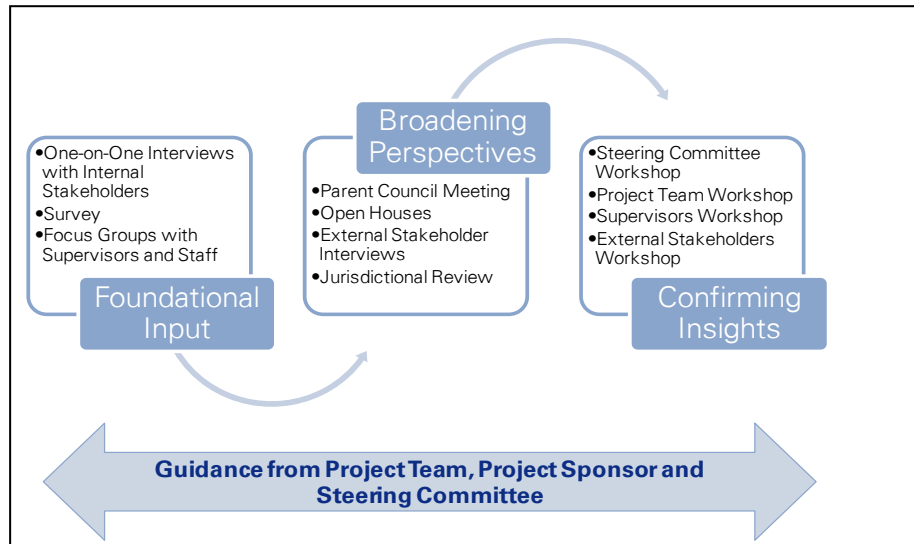 •One-on-One Interviews
with Internal
Stakeholders
•Survey
•Focus Groups with
Supervisors and Staff
Foundational
Input
Broadening
Perspectives
•Parent Council Meeting
•Open Houses
•External Stakeholder
Interviews
•Jurisdictional Review
•Steering Committee
Workshop
•Project Team Workshop
•Supervisors Workshop
•External Stakeholders
Workshop
Confirming
Insights
Guidance from Project Team, Project Sponsor and
Steering Committee